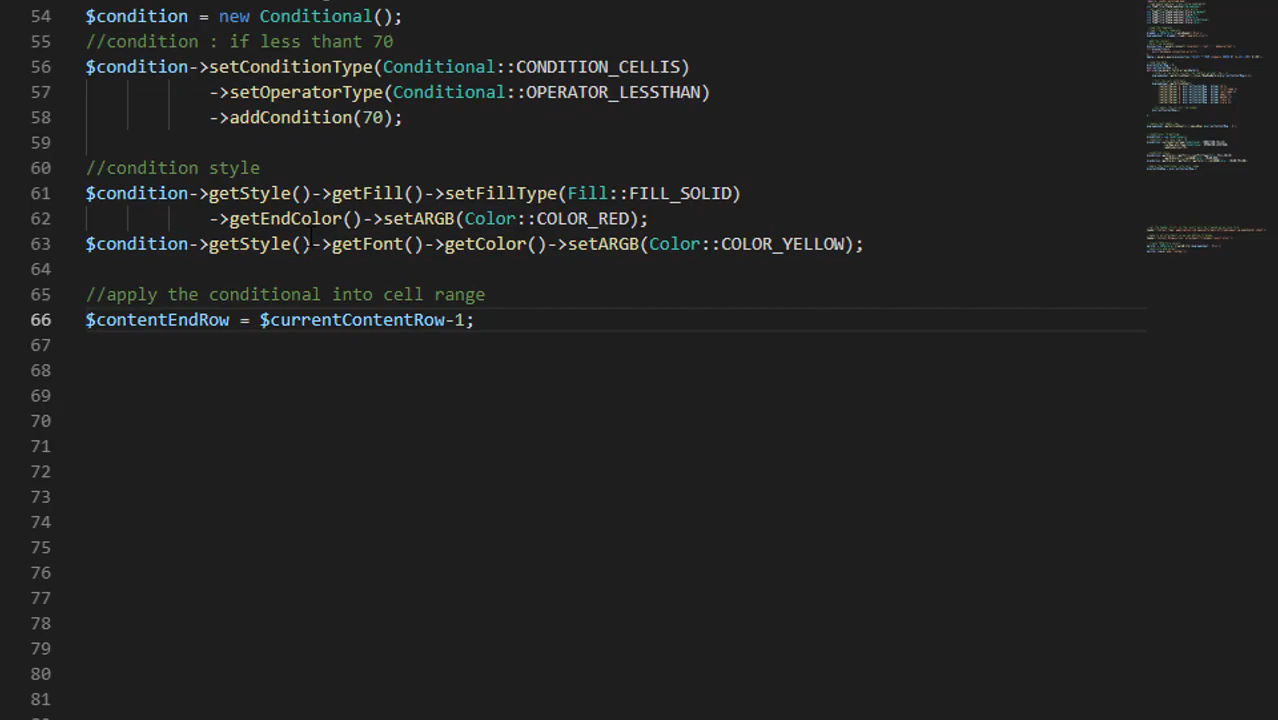 54 $condition = new Conditional();
55 //condition : if less thant 70
56 $condition->setConditionType(Conditional::CONDITION_CELLIS)
57 ->setOperatorType(Conditional::OPERATOR_LESSTHAN)
58 ->addCondition(70);
59
60 //condition style
61 $condition->getStyle()->getFill()->setFillType(Fill::FILL_SOLID)
62 ->getEndColor()->setARGB(Color::COLOR_RED);
63 $condition->getStyle()->getFont()->getColor()->setARGB(Color::COLOR_YELLOW);
64
65 //apply the conditional into cell range
66 $contentEndRow = $currentContentRow-1;
67
68
69
70
71
72
73
74
75
76
77
78
79
80
81